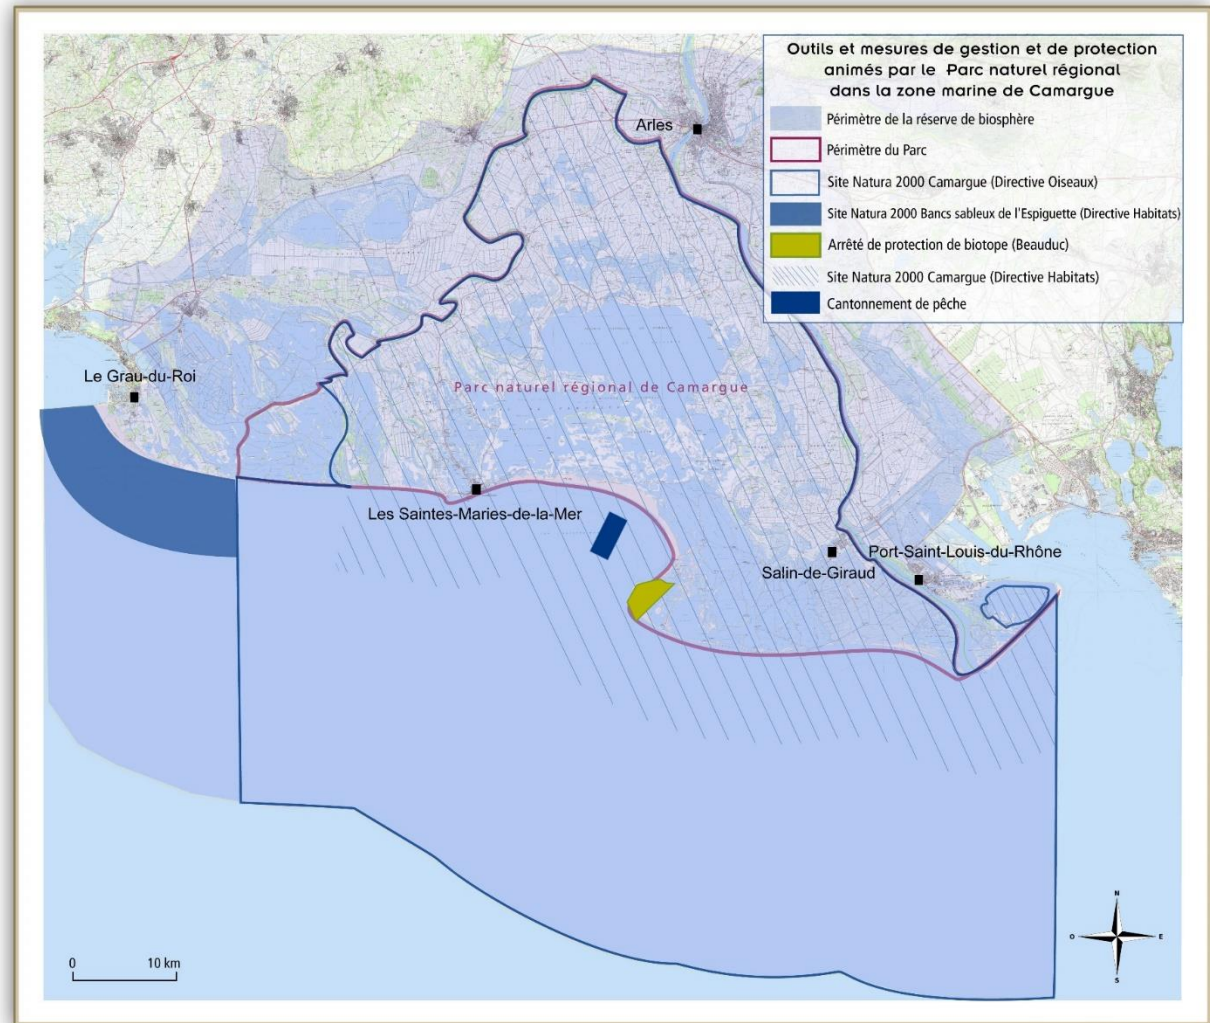 Outils et mesures de gestion et de protection
animés par le Parc naturel régional
dans la zone marine de Camargue
Périmètre de la réserve de biosphère
Périmètre du Parc
Site Natura 2000 Camargue (Directive Oiseaux)
Site Natura 2000 Bancs sableux de l'Espiguette (Directive Habitats)
Arrêté de protection de biotope (Beauduc)
Site Natura 2000 Camargue (Directive Habitats)
Cantonnement de pêche
Arles
Le Grau-du-Roi
Parc naturel régional de Camargue
Les Saintes-Maries-de-la-Mer
Port-Saint-Louis-du-Rhône
Salin-de-Giraud
N
O E
S
0 10 km